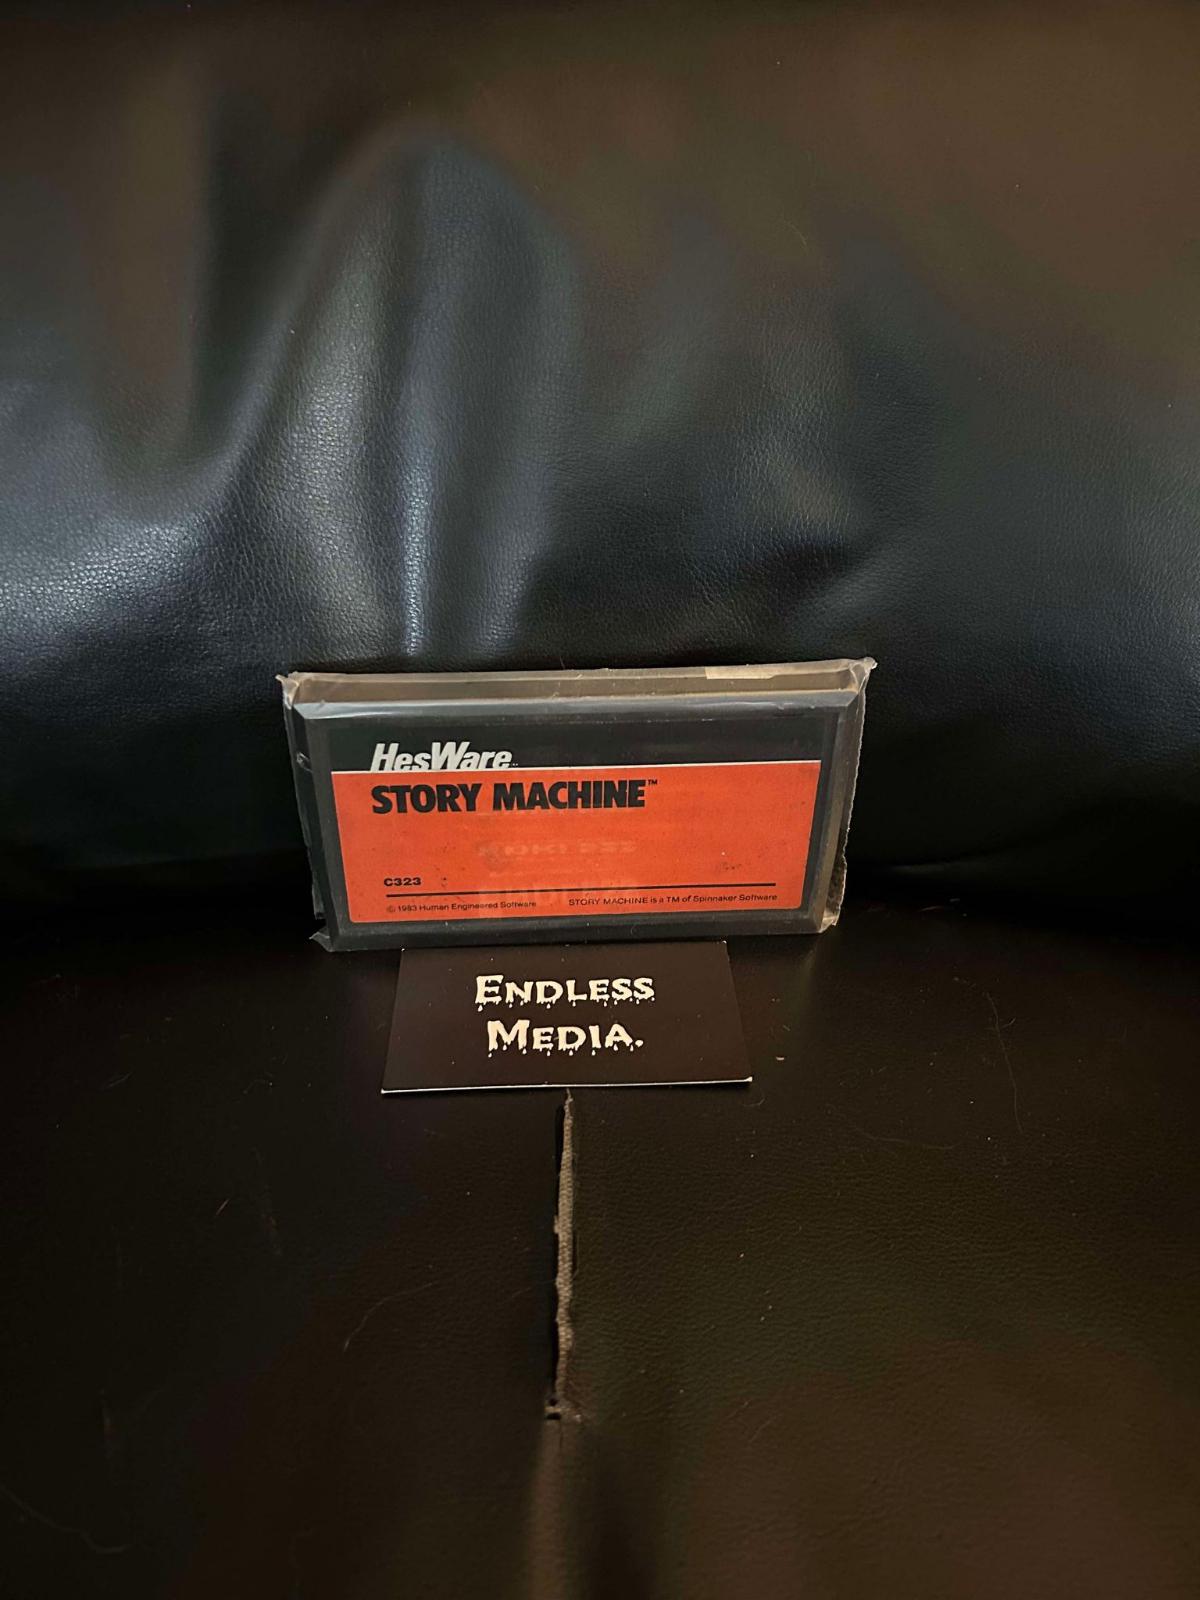 HesWare
STORY MACHINE™
C323
© 1983 Human Engineered Software STORY MACHINE is a TM of Spinnaker Software
ENDLESS
MEDIA.